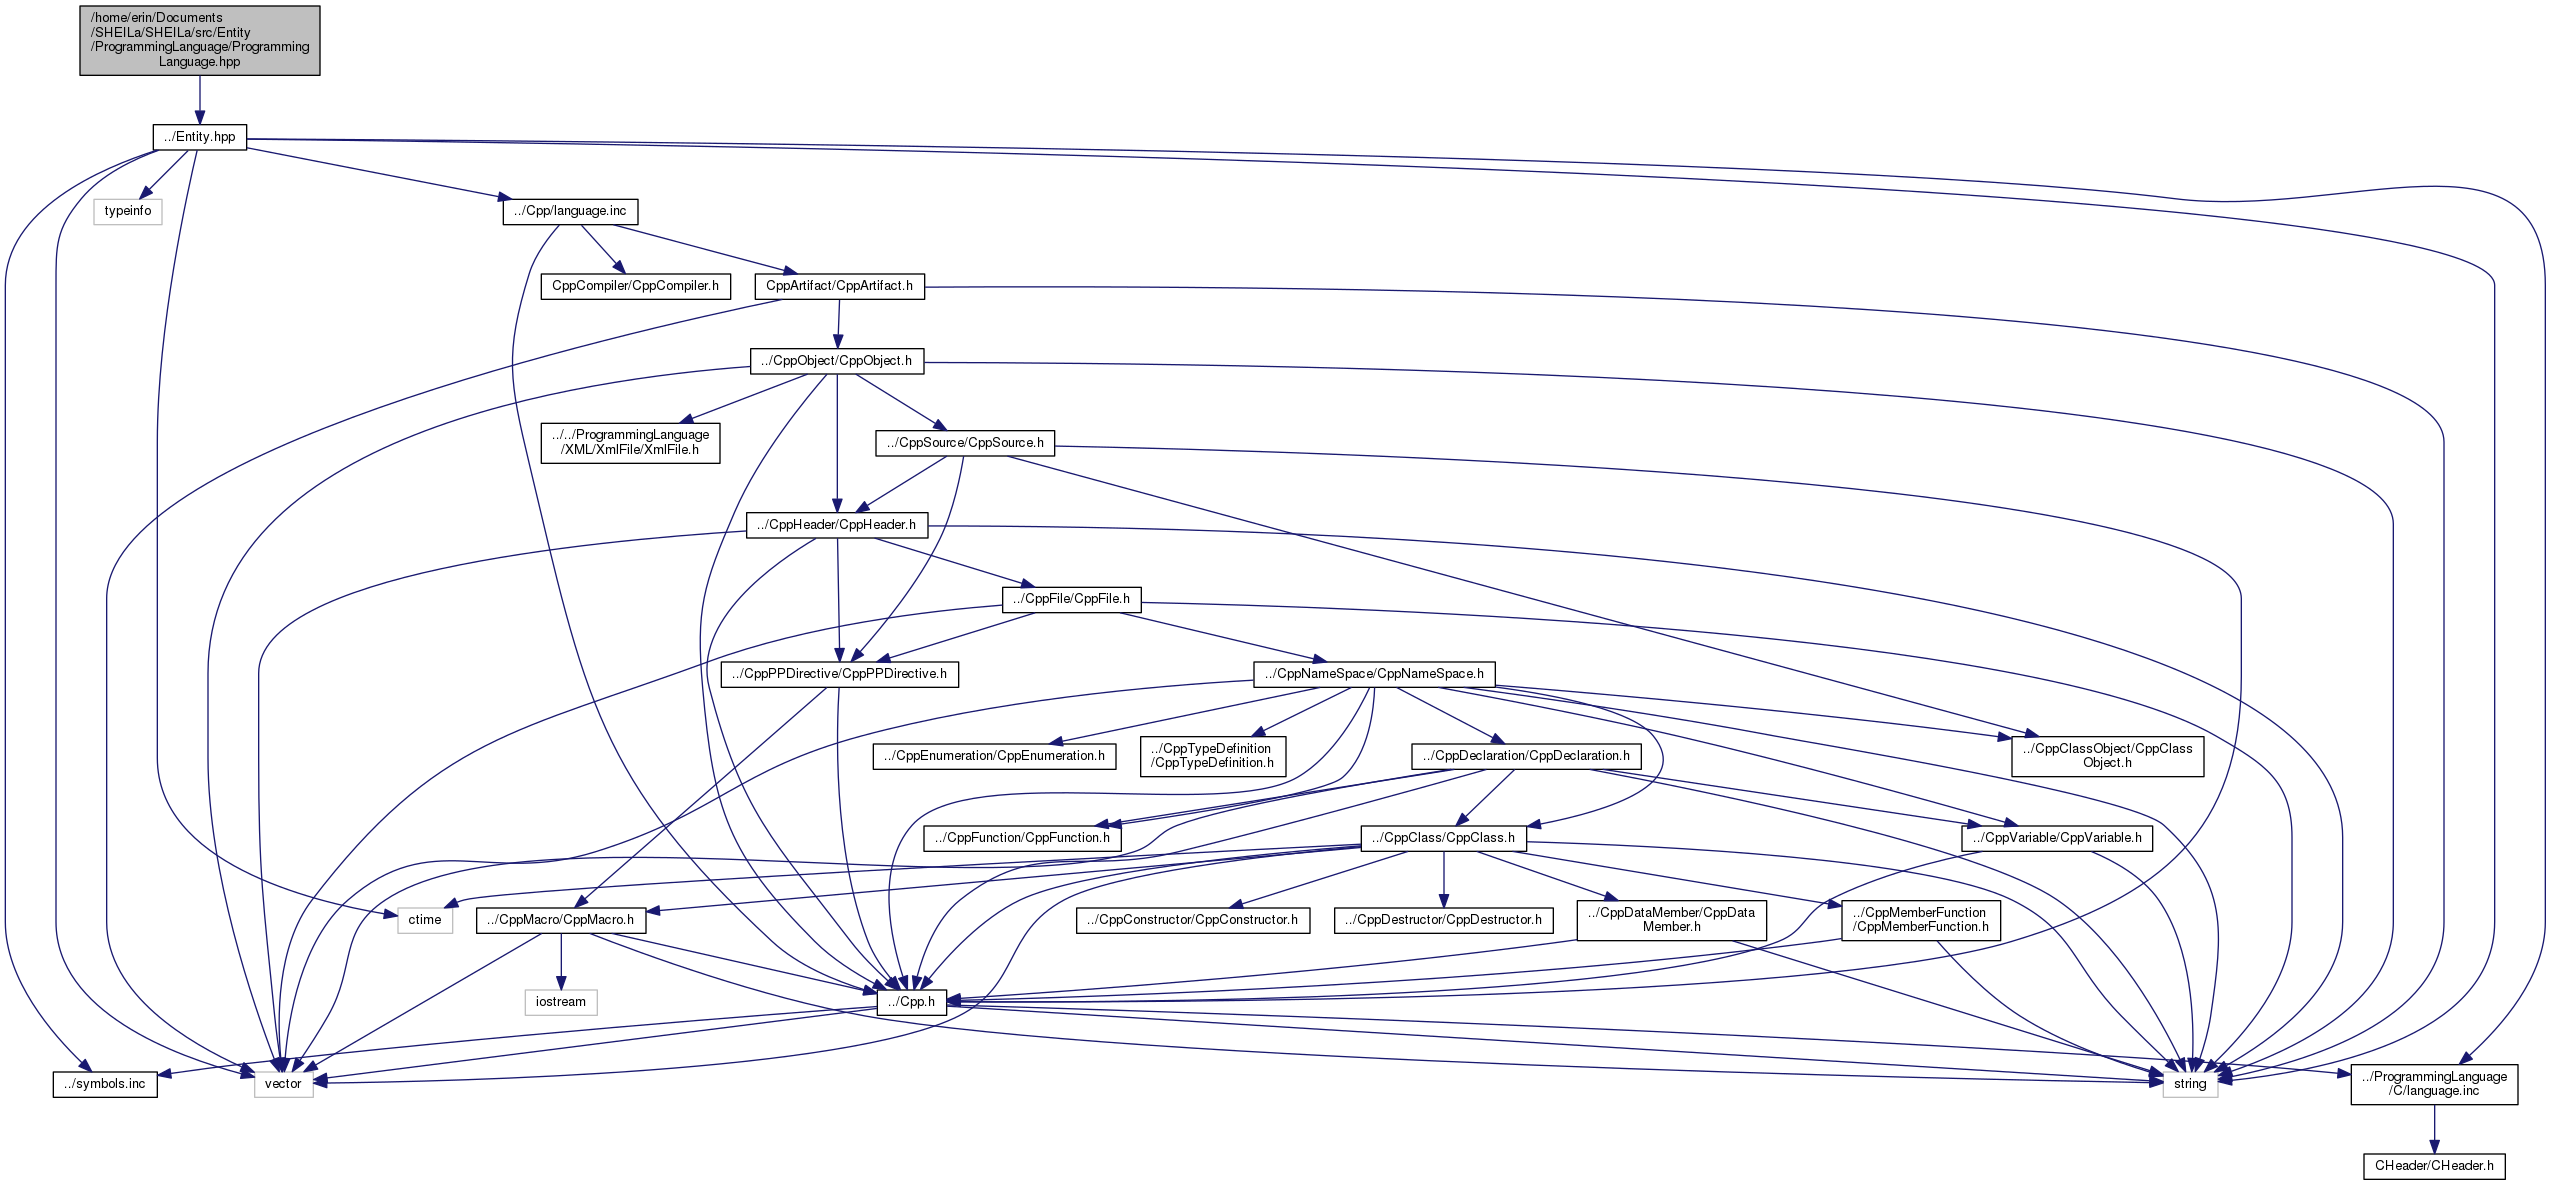 /home/erin/Documents
/SHEILa/SHEILa/src/Entity
/ProgrammingLanguage/Programming
Language.hpp
../Entity.hpp
typeinfo
../Cpp/language.inc
CppCompiler/CppCompiler.h
CppArtifact/CppArtifact.h
../CppObject/CppObject.h
../../ProgrammingLanguage
/XML/XmlFile/XmlFile.h
../CppSource/CppSource.h
../CppHeader/CppHeader.h
../CppFile/CppFile.h
../CppPPDirective/CppPPDirective.h
../CppNameSpace/CppNameSpace.h
../CppEnumeration/CppEnumeration.h
../CppTypeDefinition
/CppTypeDefinition.h
../CppDeclaration/CppDeclaration.h
../CppClassObject/CppClass
Object.h
../CppFunction/CppFunction.h
../CppClass/CppClass.h
../CppVariable/CppVariable.h
ctime
../CppMacro/CppMacro.h
../CppConstructor/CppConstructor.h
../CppDestructor/CppDestructor.h
../CppDataMember/CppData
Member.h
../CppMemberFunction
/CppMemberFunction.h
iostream
../Cpp.h
../symbols.inc
vector
string
../ProgrammingLanguage
/C/language.inc
CHeader/CHeader.h